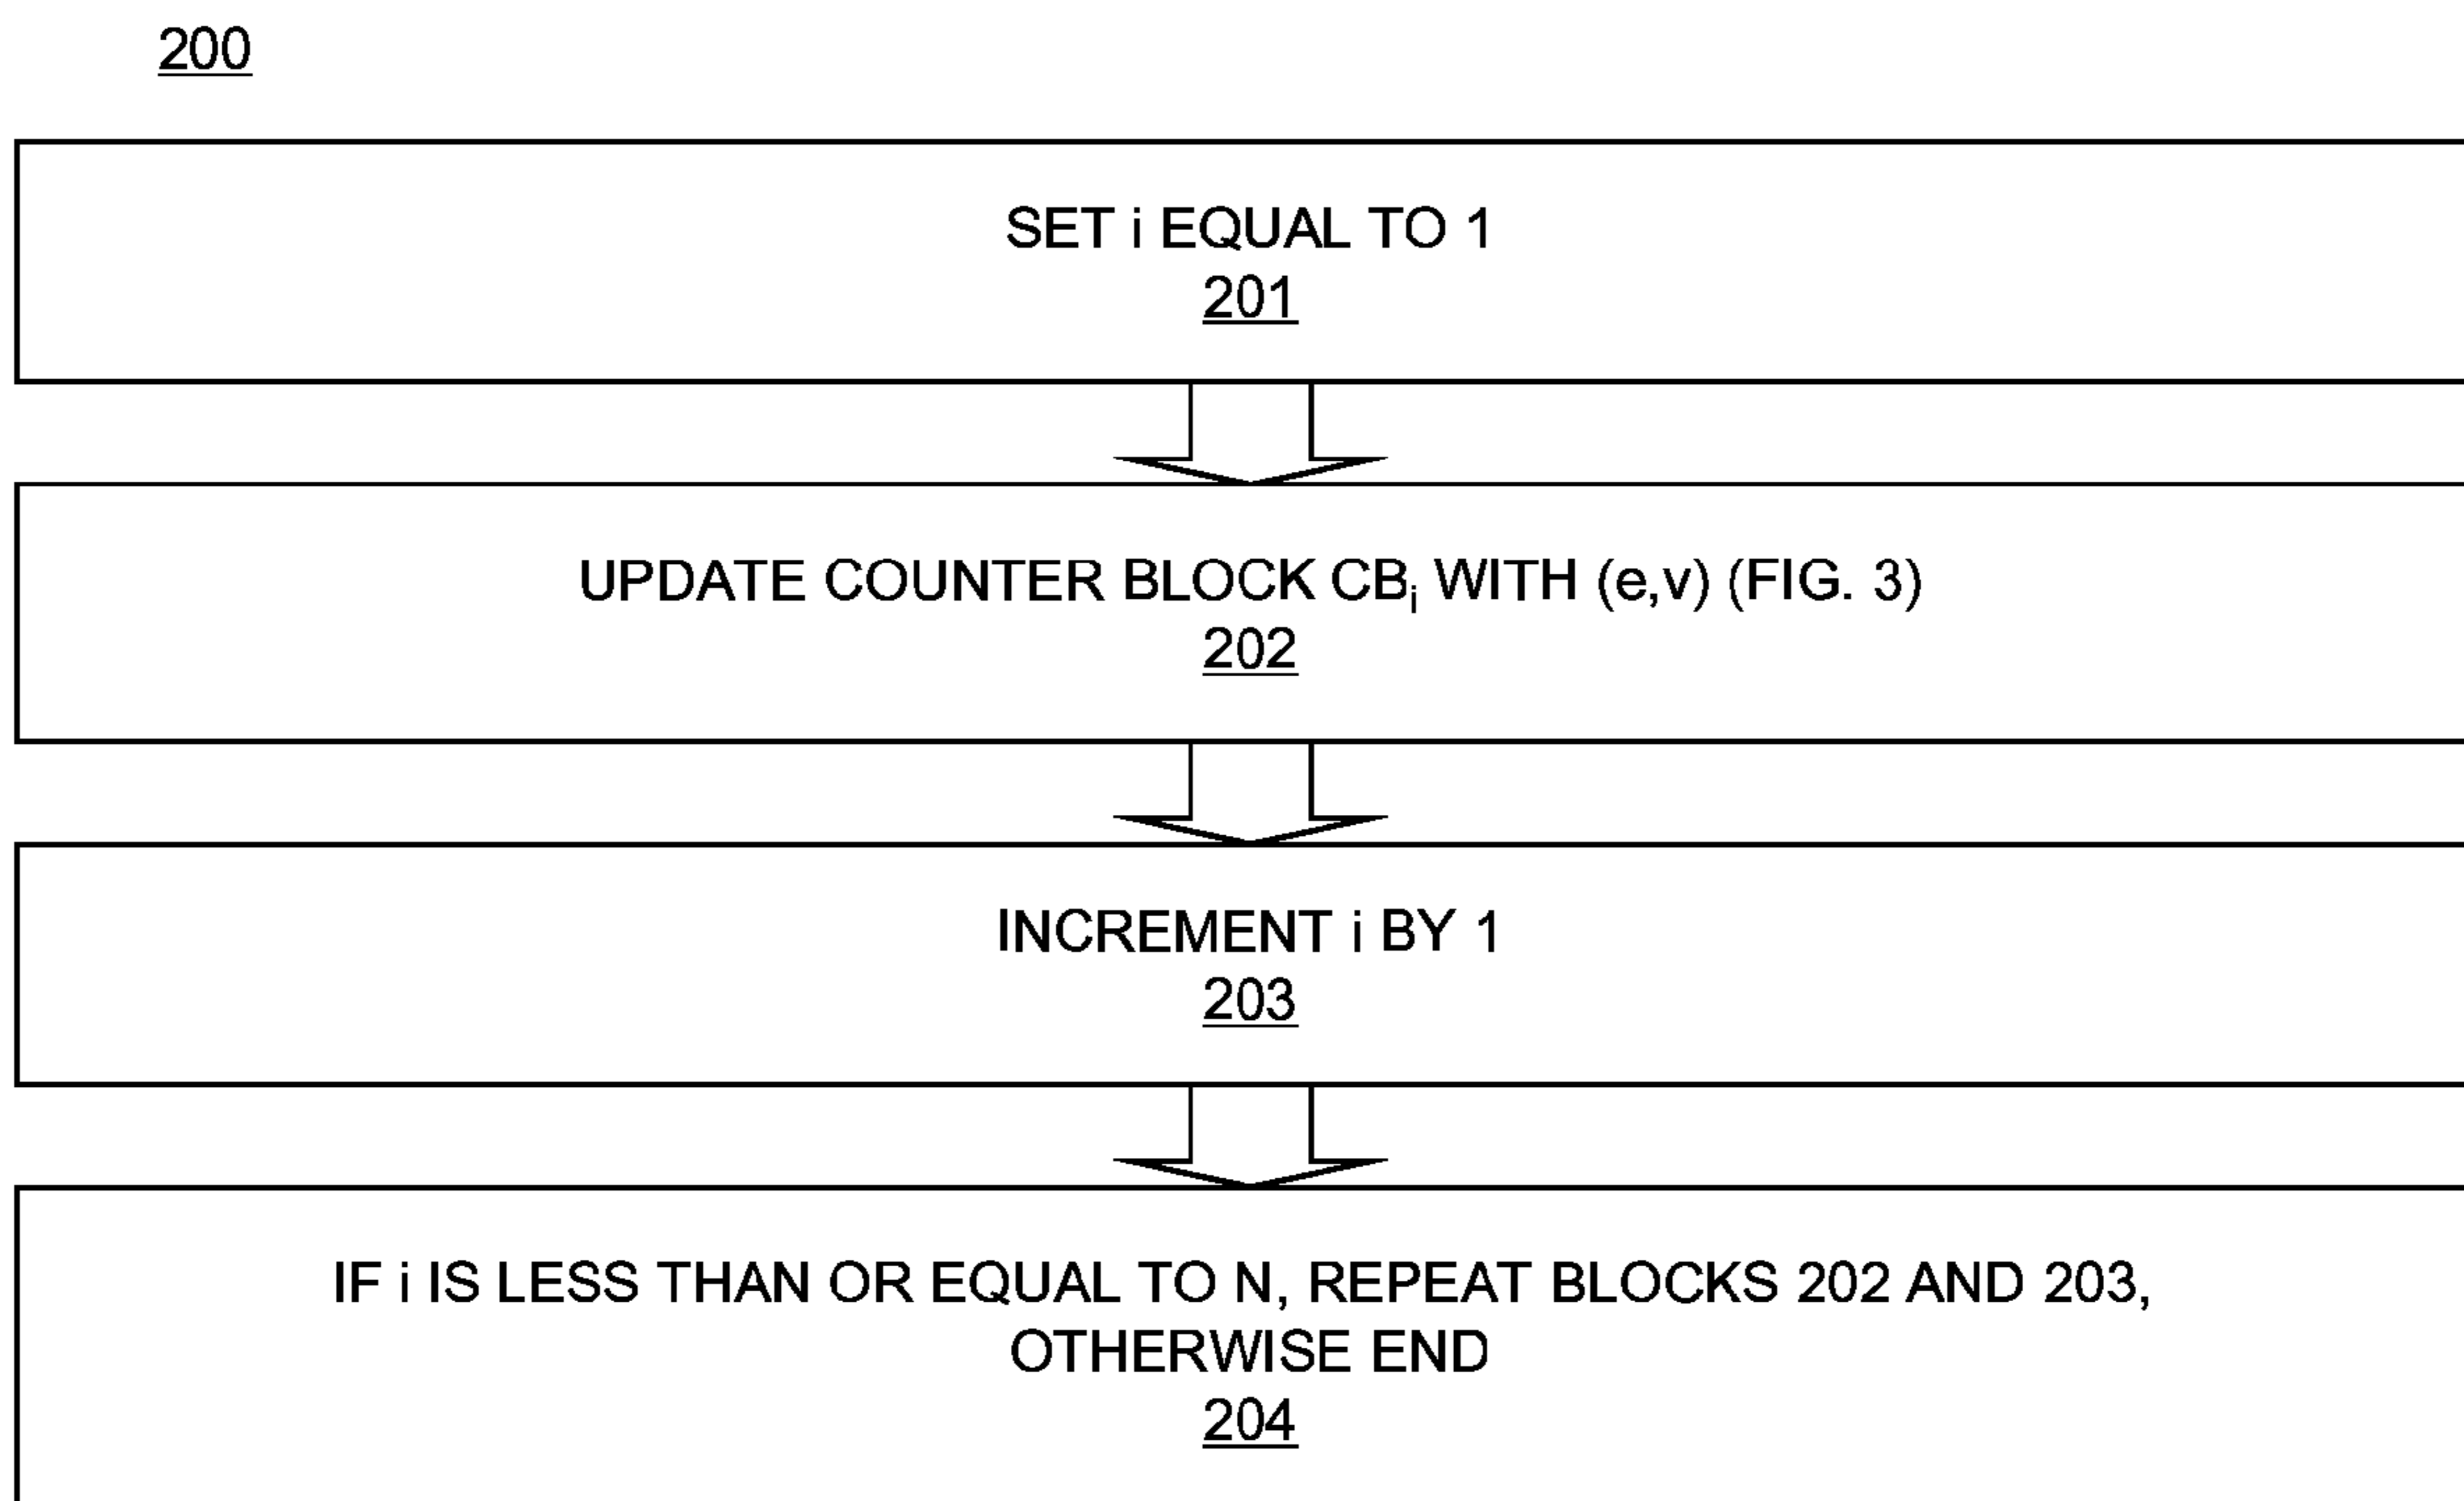 200
SET i EQUAL TO 1
201
UPDATE COUNTER BLOCK CBᵢ WITH (e,v) (FIG. 3)
202
INCREMENT i BY 1
203
IF i IS LESS THAN OR EQUAL TO N, REPEAT BLOCKS 202 AND 203,
OTHERWISE END
204